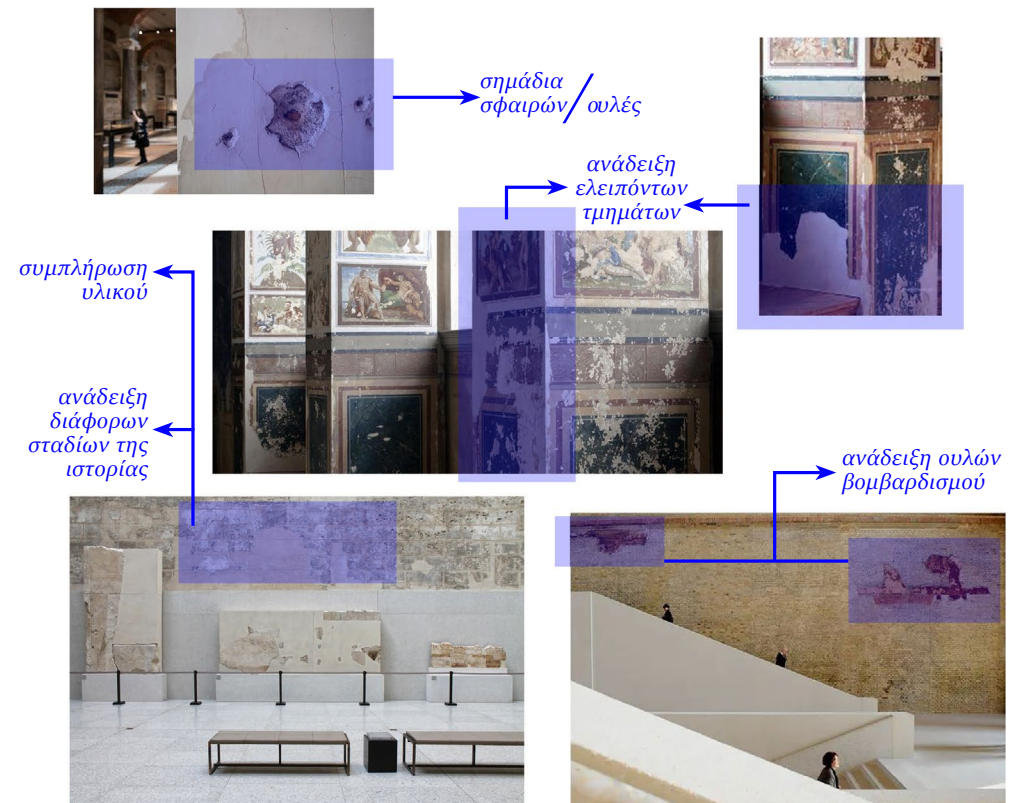 σημάδια
σφαιρών/ουλές
ανάδειξη
ελειπόντων
τμημάτων
συμπλήρωση
υλικού
ανάδειξη
διάφορων
σταδίων της
ιστορίας
ανάδειξη ουλών
βομβαρδισμού